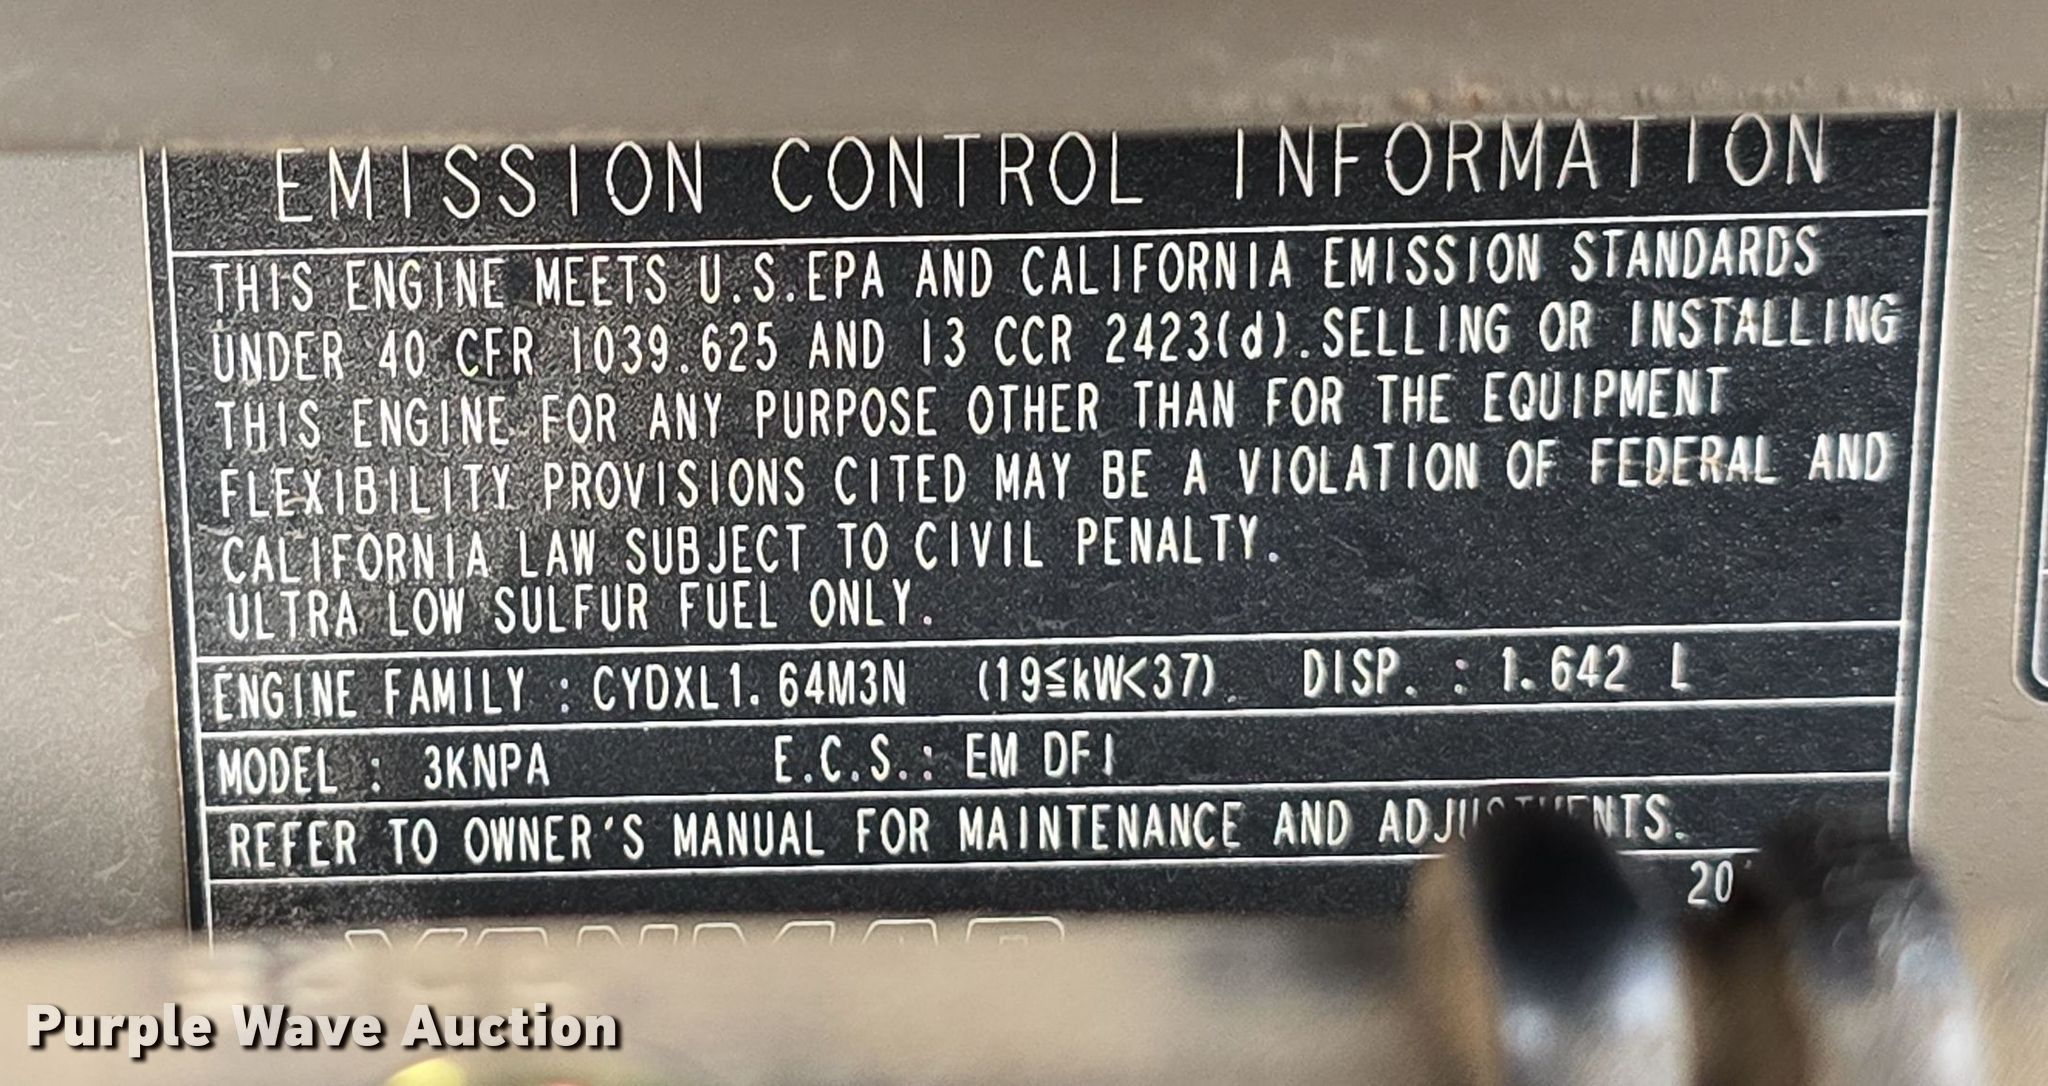 EMISSION CONTROL INFORMATION
THIS ENGINE MEETS U.S.EPA AND CALIFORNIA EMISSION STANDARDS
UNDER 40 CFR 1039.625 AND 13 CCR 2423(d).SELLING OR INSTALLING
THIS ENGINE FOR ANY PURPOSE OTHER THAN FOR THE EQUIPMENT
FLEXIBILITY PROVISIONS CITED MAY BE A VIOLATION OF FEDERAL AND
CALIFORNIA LAW SUBJECT TO CIVIL PENALTY.
ULTRA LOW SULFUR FUEL ONLY.
ENGINE FAMILY : CYDXL1.64M3N (19≦kW<37). DISP. : 1.642 L
MODEL : 3KNPA E.C.S.: EM DFI
REFER TO OWNER'S MANUAL FOR MAINTENANCE AND ADJUSTMENTS.
Purple Wave Auction